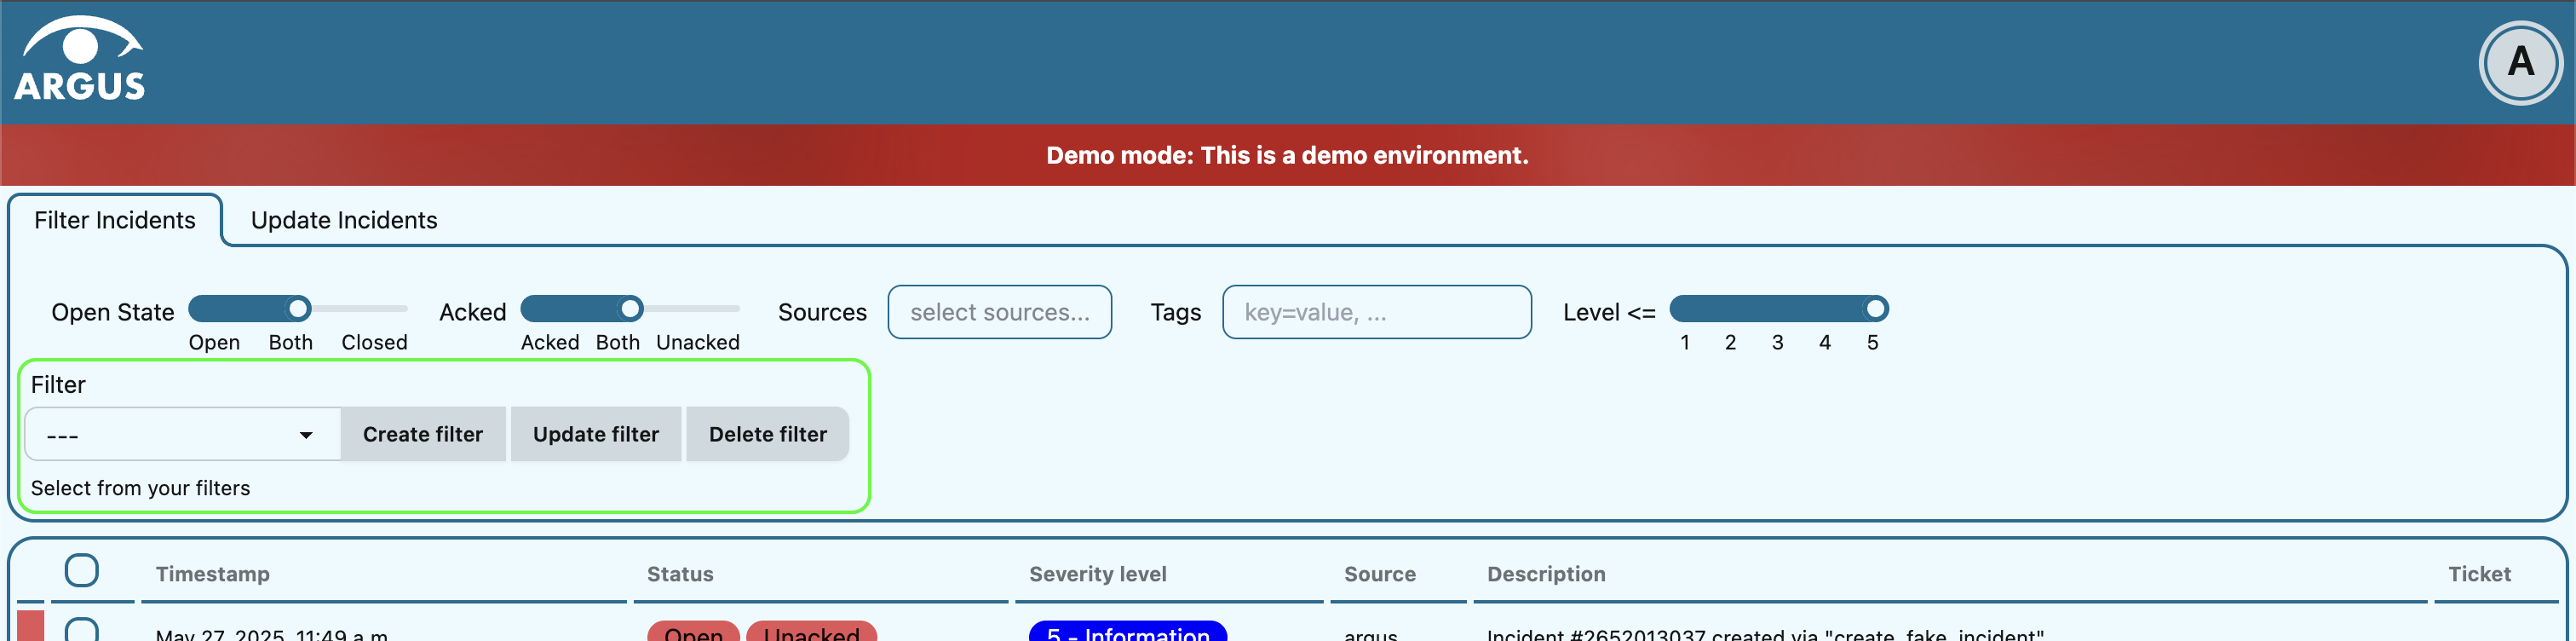 ARGUS
A
Demo mode: This is a demo environment.
Filter Incidents
Update Incidents
Open State
Open Both Closed
Acked
Acked Both Unacked
Sources
select sources...
Tags
key=value, ...
Level <=
1 2 3 4 5
Filter
---
Create filter
Update filter
Delete filter
Select from your filters
Timestamp Status Severity level Source Description Ticket
May 27, 2025, 11:49 a.m. Open Unacked 5 - Information argus Incident #2652013037 created via "create_fake_incident"